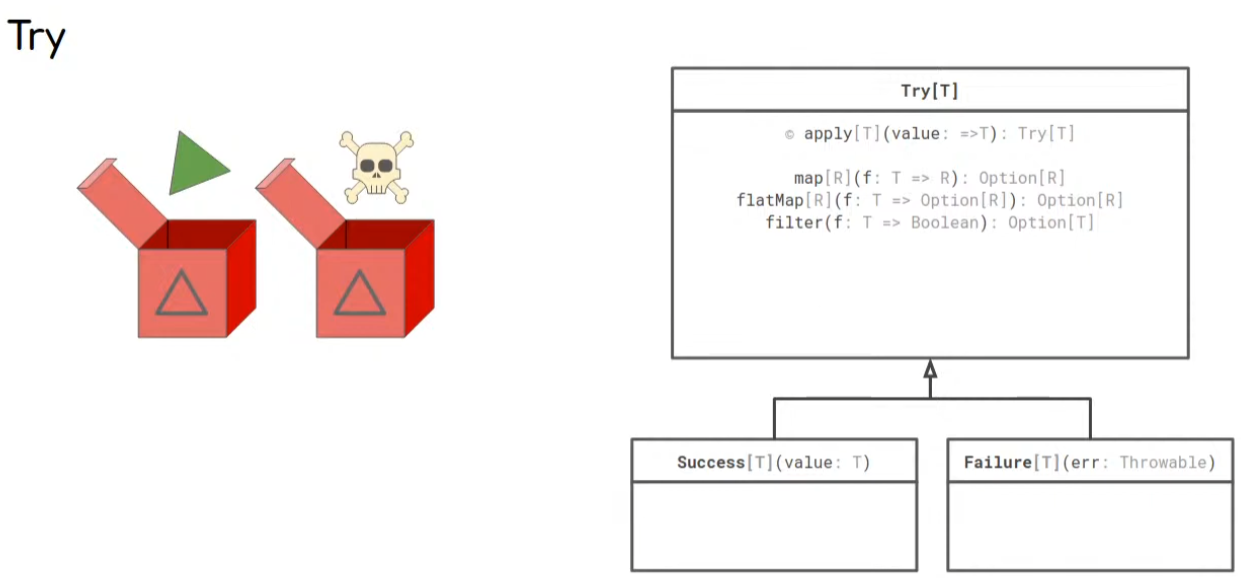 Try
Try[T]
© apply[T](value: =>T): Try[T]
map[R](f: T => R): Option[R]
flatMap[R](f: T => Option[R]): Option[R]
filter(f: T => Boolean): Option[T]
Success[T](value: T)
Failure[T](err: Throwable)